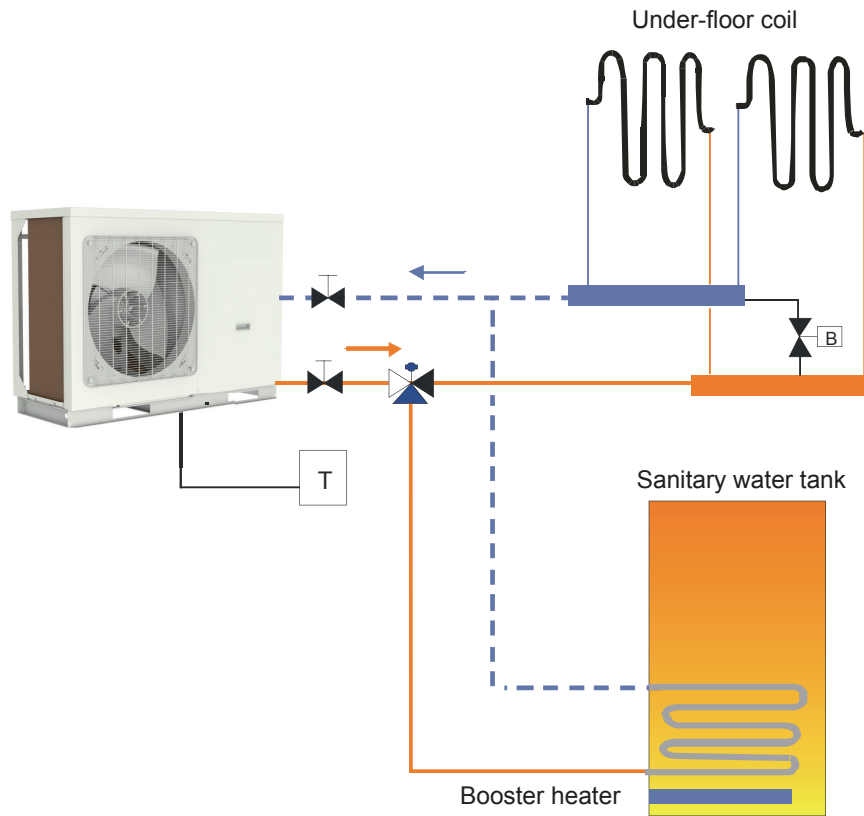 Under-floor coil
B
T
Sanitary water tank
Booster heater